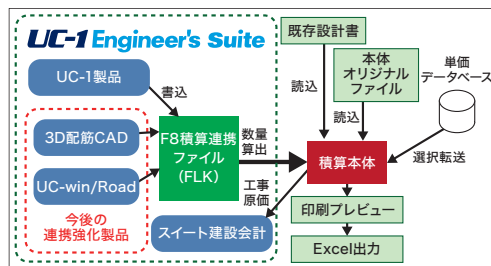 UC-1 Engineer's Suite
UC-1製品
書込
3D配筋CAD
UC-win/Road
今後の
連携強化製品
F8積算連携
ファイル
(FLK)
数量
算出
工事
原価
スイート建設会計
既存設計書
読込
本体
オリジナル
ファイル
読込
単価
データベース
選択転送
積算本体
印刷プレビュー
Excel出力